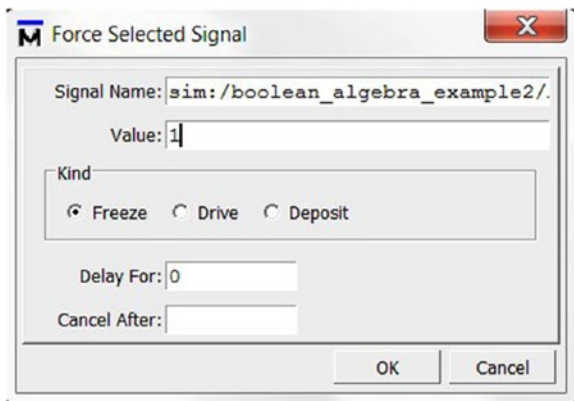 M Force Selected Signal
Signal Name: sim:/boolean_algebra_example2/
Value: 1
Kind
Freeze Drive Deposit
Delay For: 0
Cancel After:
OK Cancel